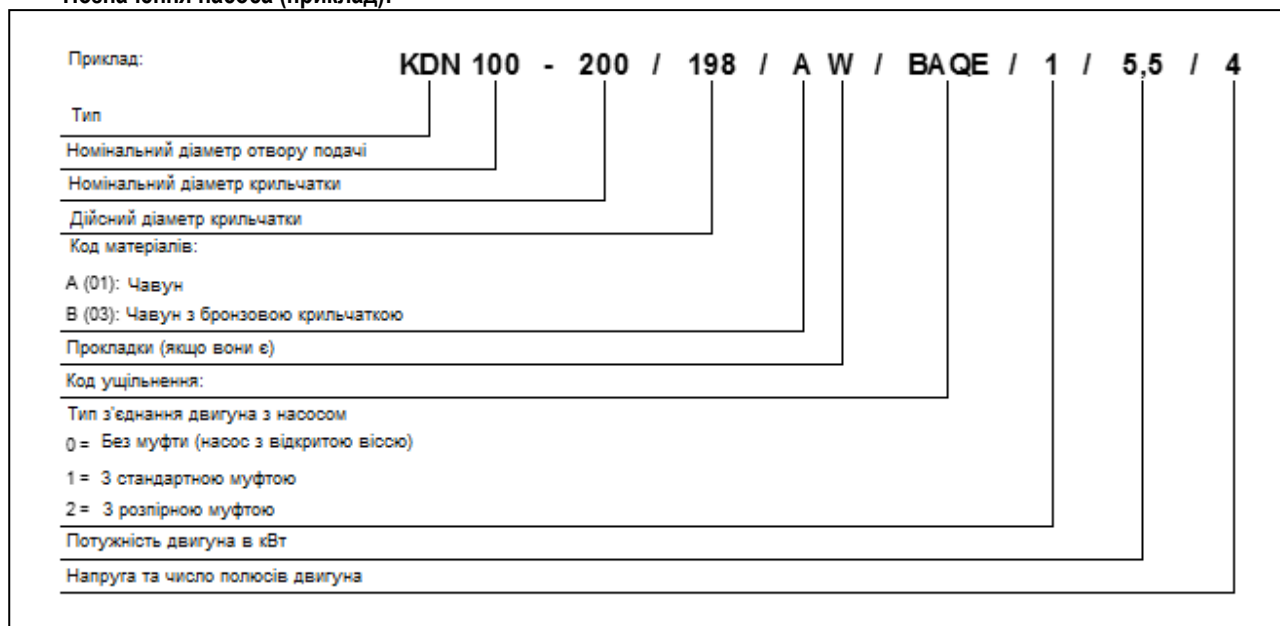 Позначення насоса (приклад):
Приклад: KDN 100 - 200 / 198 / A W / BAQE / 1 / 5,5 / 4
Тип
Номінальний діаметр отвору подачі
Номінальний діаметр крильчатки
Дійсний діаметр крильчатки
Код матеріалів:
А (01): Чавун
В (03): Чавун з бронзовою крильчаткою
Прокладки (якщо вони є)
Код ущільнення:
Тип з'єднання двигуна з насосом
0 = Без муфти (насос з відкритою віссю)
1 = З стандартною муфтою
2 = З розпірною муфтою
Потужність двигуна в кВт
Напруга та число полюсів двигуна